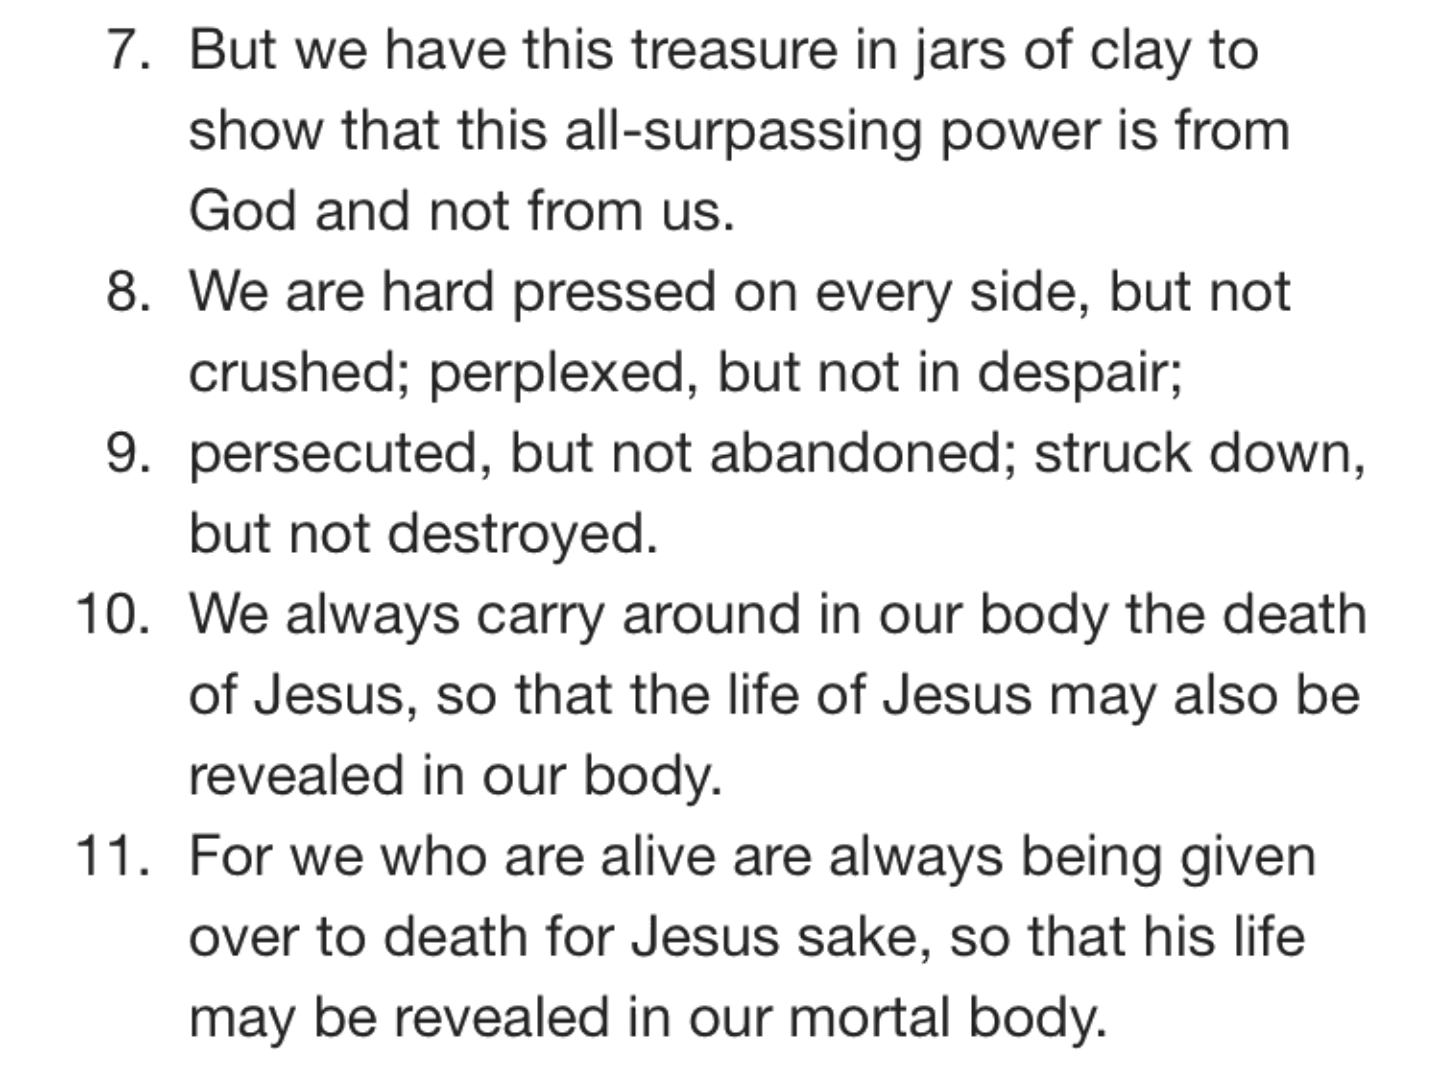 7. But we have this treasure in jars of clay to
show that this all-surpassing power is from
God and not from us.
8. We are hard pressed on every side, but not
crushed; perplexed, but not in despair;
9. persecuted, but not abandoned; struck down,
but not destroyed.
10. We always carry around in our body the death
of Jesus, so that the life of Jesus may also be
revealed in our body.
11. For we who are alive are always being given
over to death for Jesus sake, so that his life
may be revealed in our mortal body.